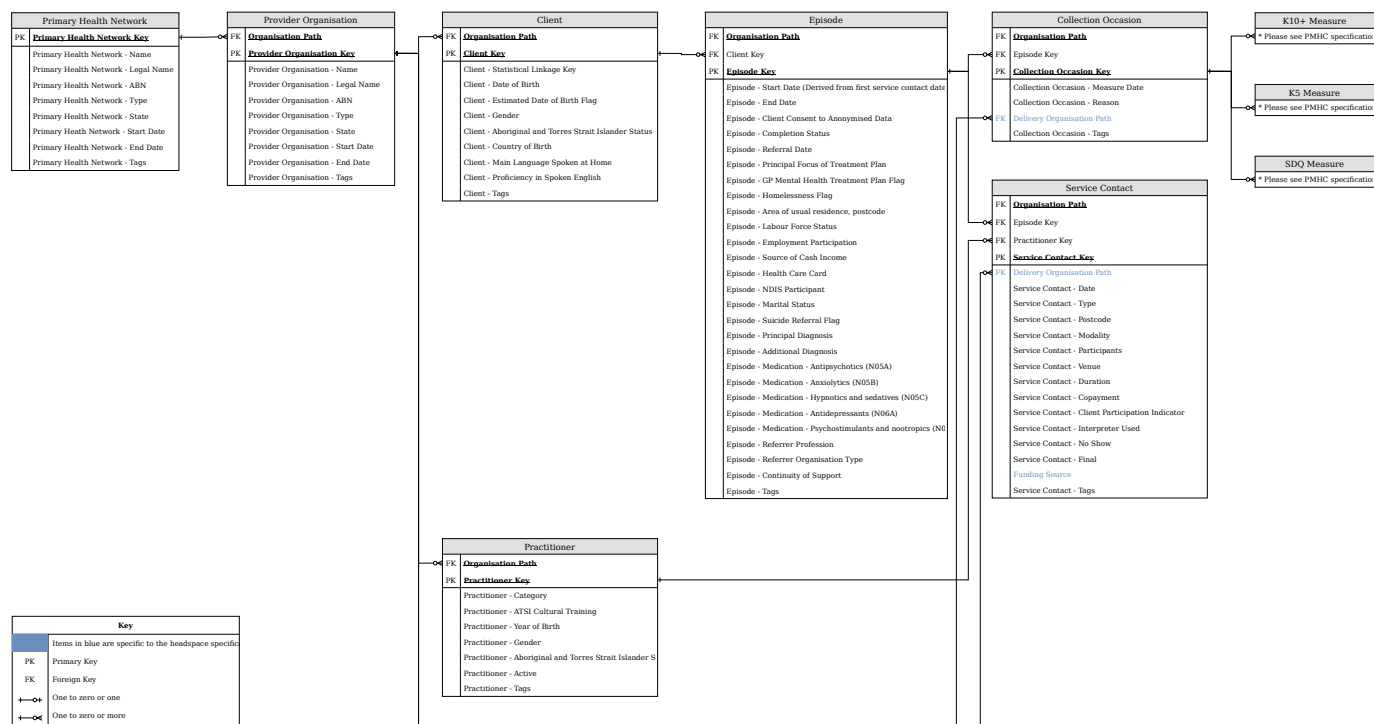 Primary Health Network
PK Primary Health Network Key
Primary Health Network - Name
Primary Health Network - Legal Name
Primary Health Network - ABN
Primary Health Network - Type
Primary Health Network - State
Primary Heath Network - Start Date
Primary Health Network - End Date
Primary Health Network - Tags
Provider Organisation
FK Organisation Path
PK Provider Organisation Key
Provider Organisation - Name
Provider Organisation - Legal Name
Provider Organisation - ABN
Provider Organisation - Type
Provider Organisation - State
Provider Organisation - Start Date
Provider Organisation - End Date
Provider Organisation - Tags
Client
FK Organisation Path
PK Client Key
Client - Statistical Linkage Key
Client - Date of Birth
Client - Estimated Date of Birth Flag
Client - Gender
Client - Aboriginal and Torres Strait Islander Status
Client - Country of Birth
Client - Main Language Spoken at Home
Client - Proficiency in Spoken English
Client - Tags
Episode
FK Organisation Path
FK Client Key
PK Episode Key
Episode - Start Date (Derived from first service contact date
Episode - End Date
Episode - Client Consent to Anonymised Data
Episode - Completion Status
Episode - Referral Date
Episode - Principal Focus of Treatment Plan
Episode - GP Mental Health Treatment Plan Flag
Episode - Homelessness Flag
Episode - Area of usual residence, postcode
Episode - Labour Force Status
Episode - Employment Participation
Episode - Source of Cash Income
Episode - Health Care Card
Episode - NDIS Participant
Episode - Marital Status
Episode - Suicide Referral Flag
Episode - Principal Diagnosis
Episode - Additional Diagnosis
Episode - Medication - Antipsychotics (N05A)
Episode - Medication - Anxiolytics (N05B)
Episode - Medication - Hypnotics and sedatives (N05C)
Episode - Medication - Antidepressants (N06A)
Episode - Medication - Psychostimulants and nootropics (N0
Episode - Referrer Profession
Episode - Referrer Organisation Type
Episode - Continuity of Support
Episode - Tags
Collection Occasion
FK Organisation Path
FK Episode Key
PK Collection Occasion Key
Collection Occasion - Measure Date
Collection Occasion - Reason
FK Delivery Organisation Path
Collection Occasion - Tags
K10+ Measure
* Please see PMHC specification
K5 Measure
* Please see PMHC specification
SDQ Measure
* Please see PMHC specification
Service Contact
FK Organisation Path
FK Episode Key
FK Practitioner Key
PK Service Contact Key
FK Delivery Organisation Path
Service Contact - Date
Service Contact - Type
Service Contact - Postcode
Service Contact - Modality
Service Contact - Participants
Service Contact - Venue
Service Contact - Duration
Service Contact - Copayment
Service Contact - Client Participation Indicator
Service Contact - Interpreter Used
Service Contact - No Show
Service Contact - Final
Funding Source
Service Contact - Tags
Practitioner
FK Organisation Path
PK Practitioner Key
Practitioner - Category
Practitioner - ATSI Cultural Training
Practitioner - Year of Birth
Practitioner - Gender
Practitioner - Aboriginal and Torres Strait Islander S
Practitioner - Active
Practitioner - Tags
Key
Items in blue are specific to the headspace specific
PK Primary Key
FK Foreign Key
One to zero or one
One to zero or more